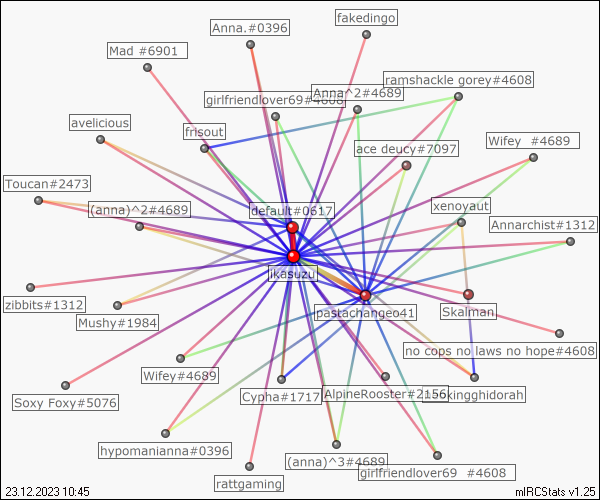 fakedingo
Anna.#0396
Mad #6901
ramshackle gorey#4608
Anna^2#4689
girlfriendlover69#4608
avelicious
frisout
Wifey  #4689
ace deucy#7097
Toucan#2473
(anna)^2#4689
default#0617
xenoyaut
Annarchist#1312
ikasuzu
zibbits#1312
Mushy#1984
pastachangeo41
Skalman.
no cops no laws no hope#4608
Wifey#4689
Soxy Foxy#5076
Cypha#1717
AlpineRooster#2156
kingghidorah
hypomanianna#0396
(anna)^3#4689
girlfriendlover69  #4608
rattgaming
23.12.2023 10:45
mIRCStats v1.25